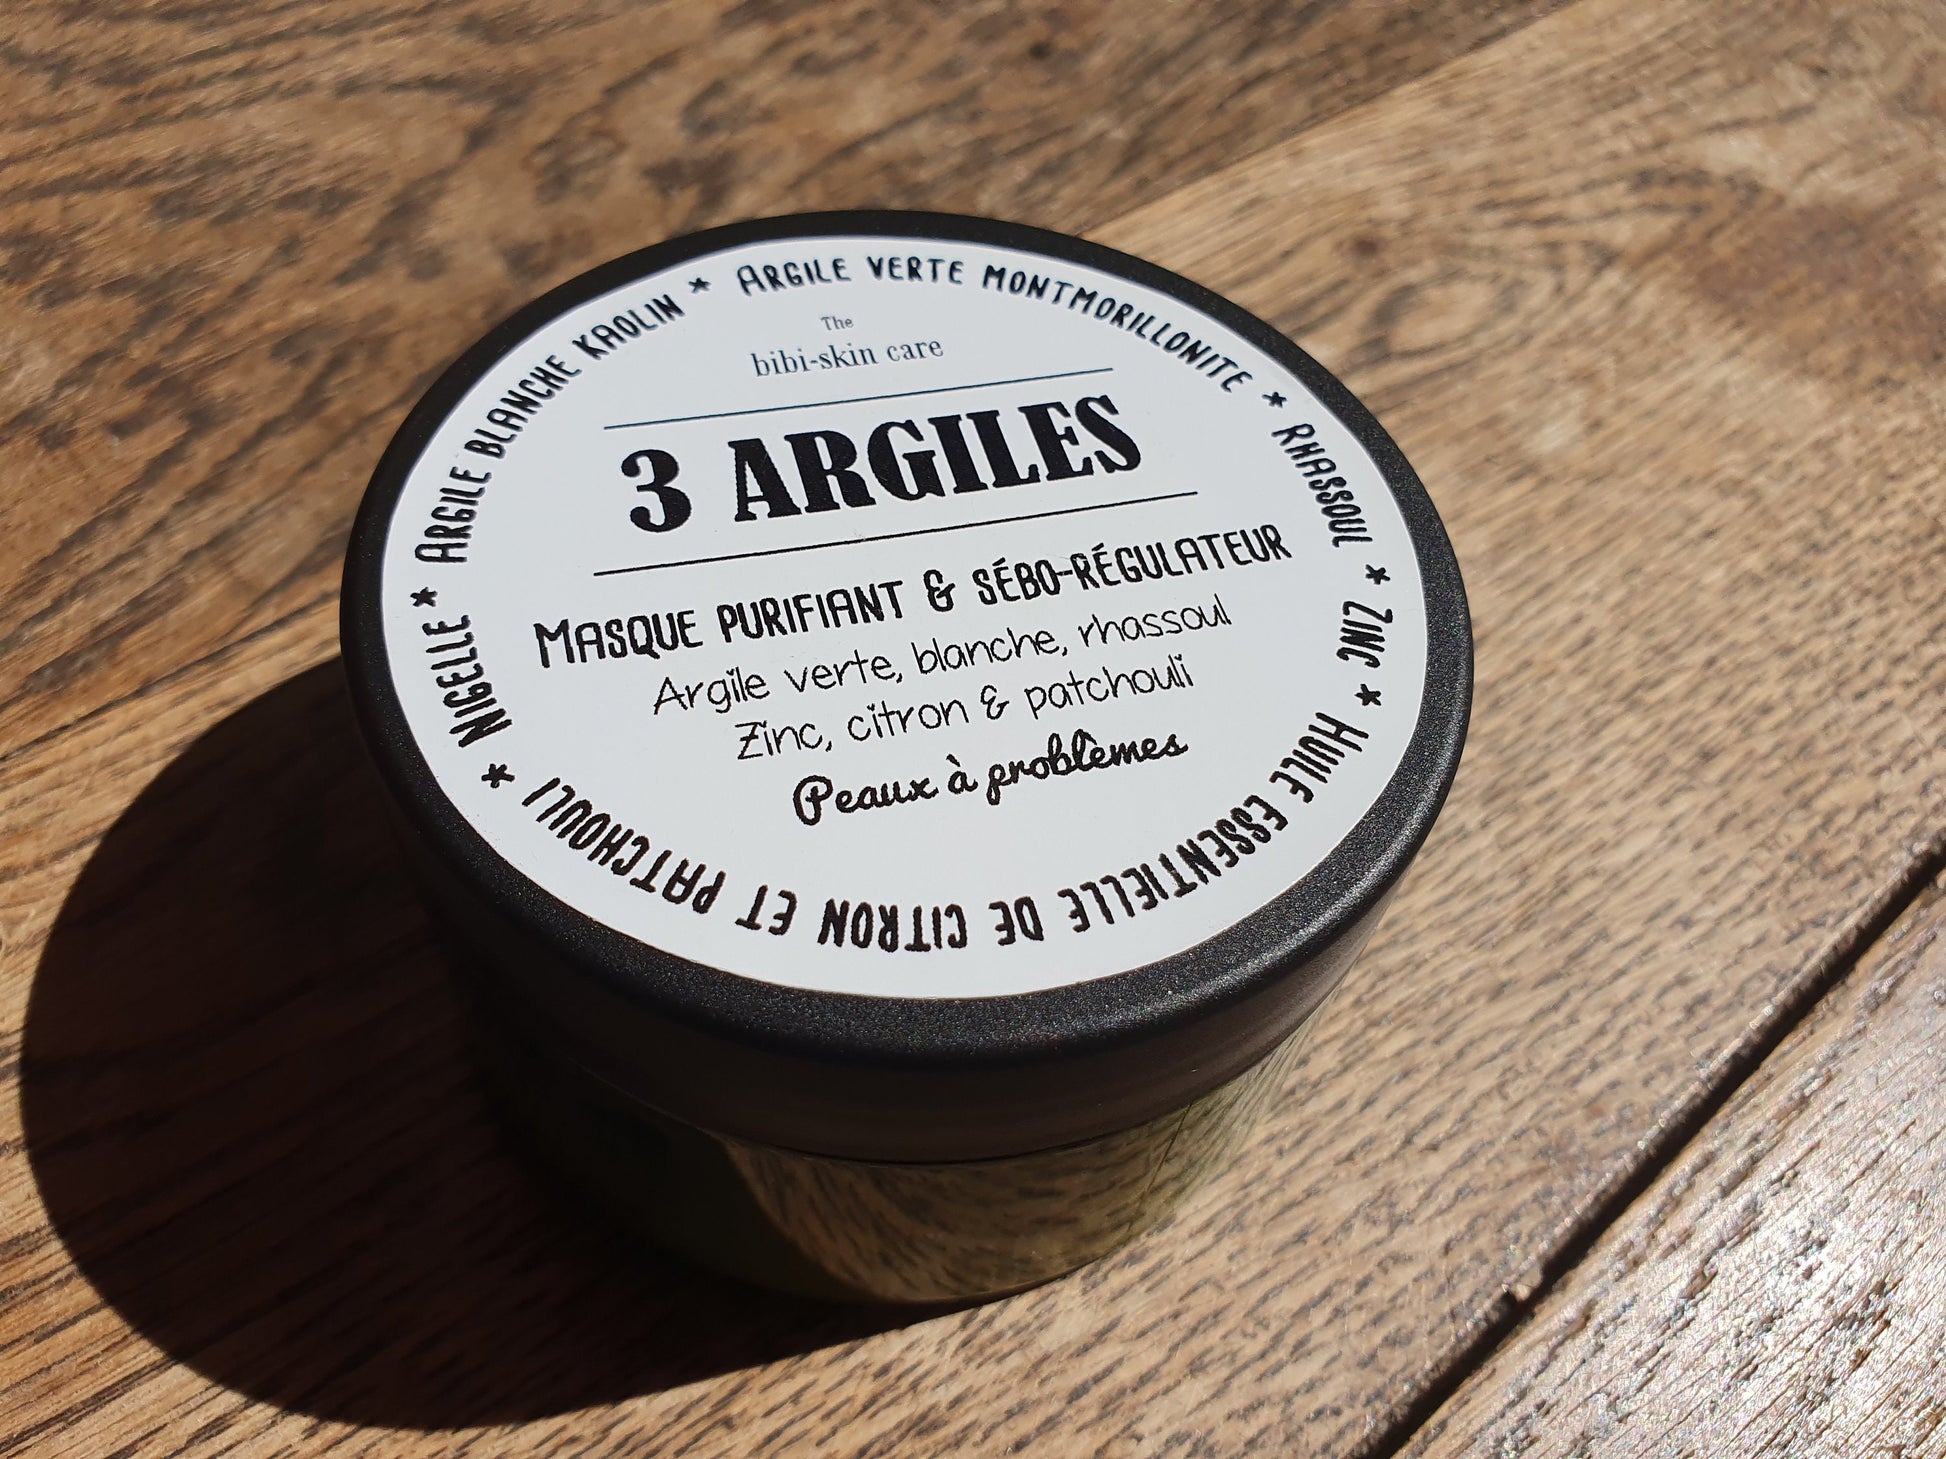 The
bibi-skin care
3 ARGILES
MASQUE PURIFIANT & SÉBO-RÉGULATEUR
Argile verte, blanche, rhassoul
Zinc, citron & patchouli
Peaux à problèmes
ARGILE VERTE MONTMORILLONITE * RHASSOUL * ZINC * HUILE ESSENTIELLE DE CITRON ET PATCHOULI * NIGELLE * ARGILE BLANCHE KAOLIN *